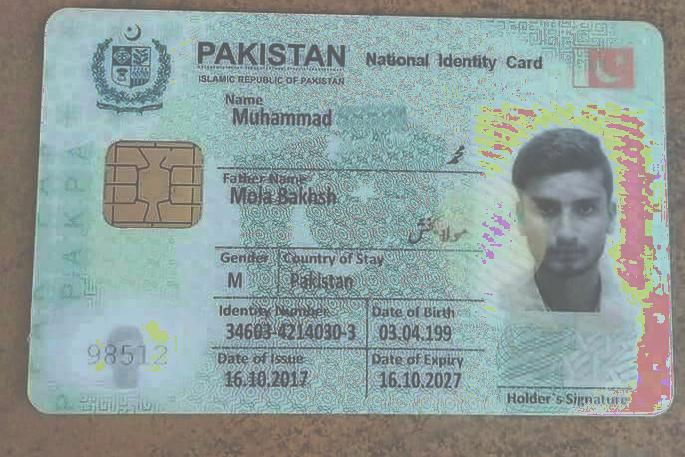 PAKISTAN National Identity Card
ISLAMIC REPUBLIC OF PAKISTAN
Name
Muhammad
محمد
Father Name
Mola Bakhsh
مولا بخش
Gender Country of Stay
M Pakistan
Identity Number Date of Birth
34603-4214030-3 03.04.199
98512
Date of Issue Date of Expiry
16.10.2017 16.10.2027
Holder's Signature